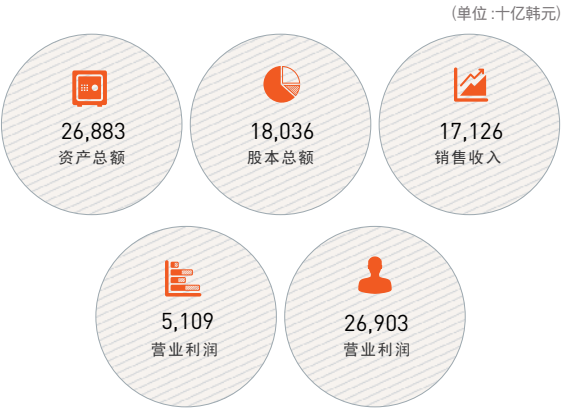 (单位 :十亿韩元)
26,883
资产总额
18,036
股本总额
17,126
销售收入
5,109
营业利润
26,903
营业利润